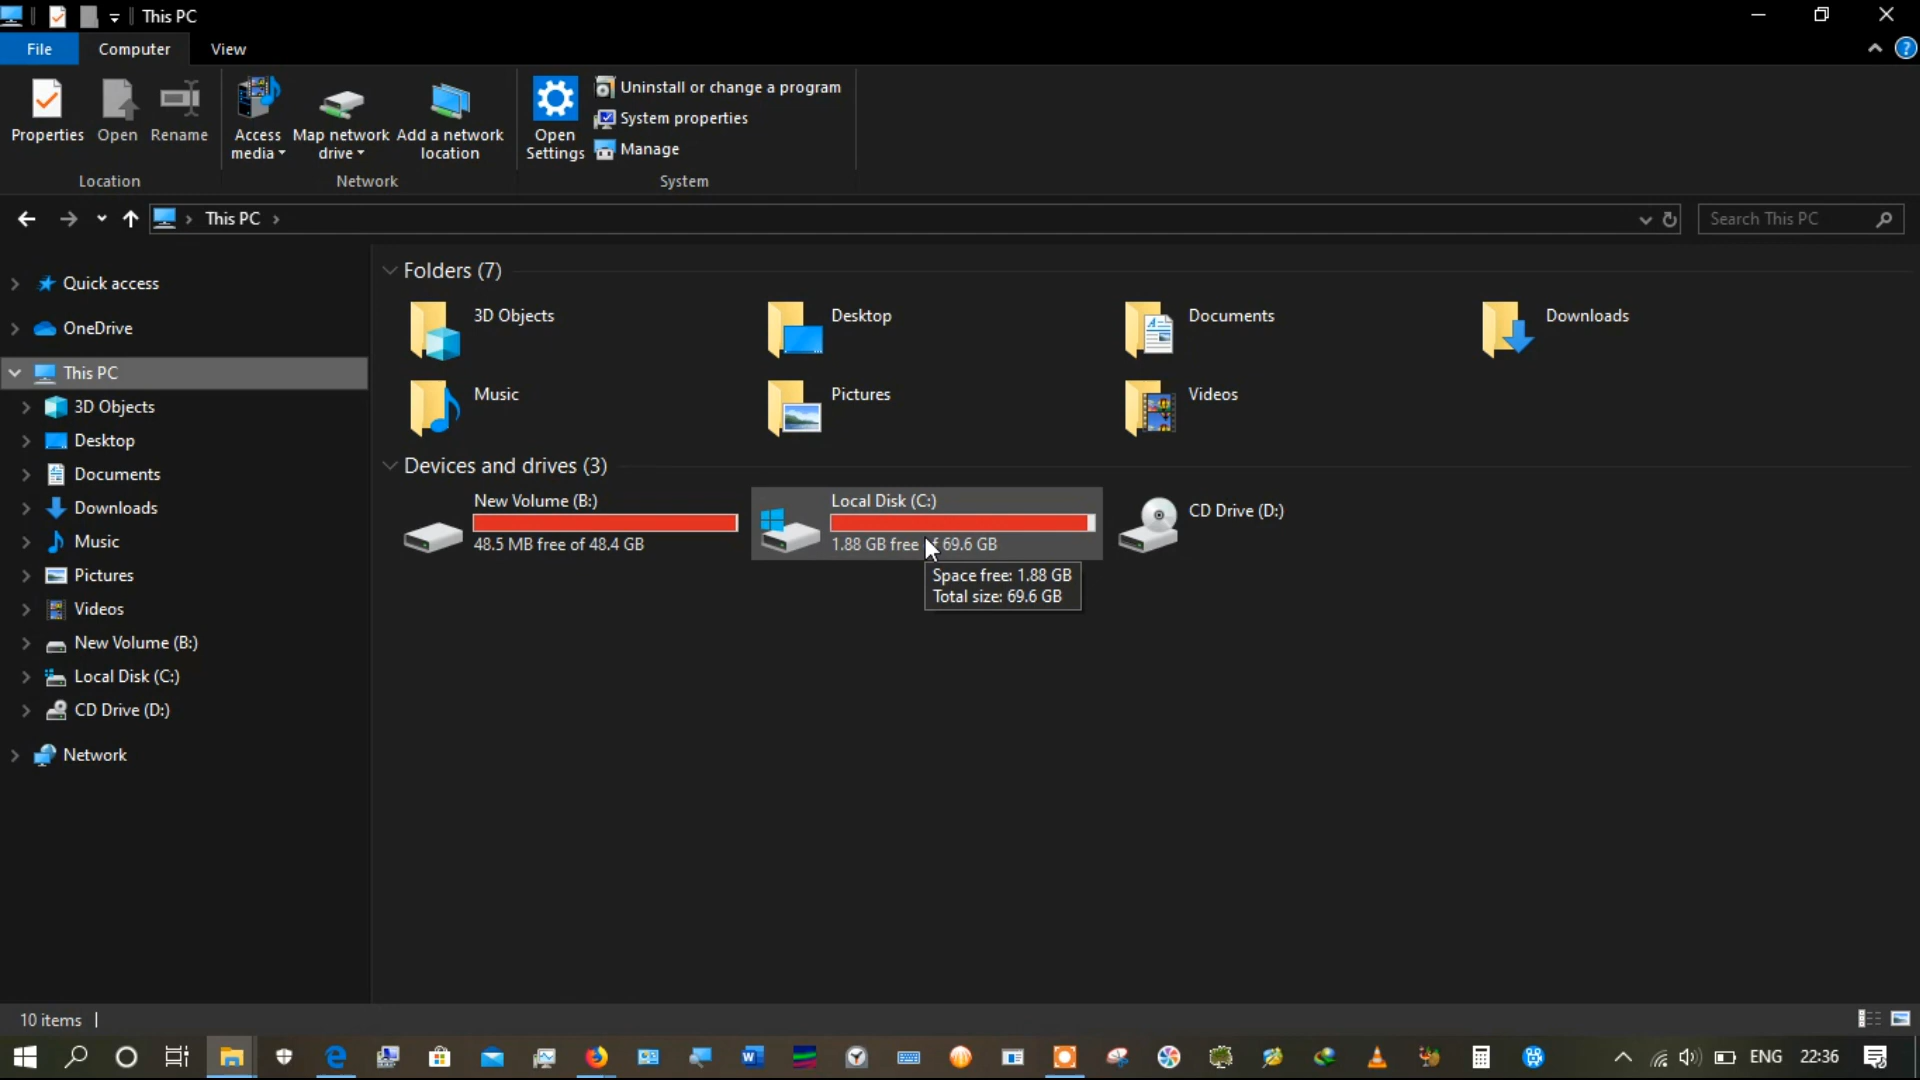 This PC
File
Computer
View
Properties
Open
Rename
Access
media
Map network
drive
Add a network
location
Open
Settings
Uninstall or change a program
System properties
Manage
Location
Network
System
This PC
Search This PC
Quick access
OneDrive
This PC
3D Objects
Desktop
Documents
Downloads
Music
Pictures
Videos
New Volume (B:)
Local Disk (C:)
CD Drive (D:)
Network
Folders (7)
3D Objects
Desktop
Documents
Downloads
Music
Pictures
Videos
Devices and drives (3)
New Volume (B:)
48.5 MB free of 48.4 GB
Local Disk (C:)
1.88 GB free of 69.6 GB
CD Drive (D:)
Space free: 1.88 GB
Total size: 69.6 GB
10 items
ENG
22:36